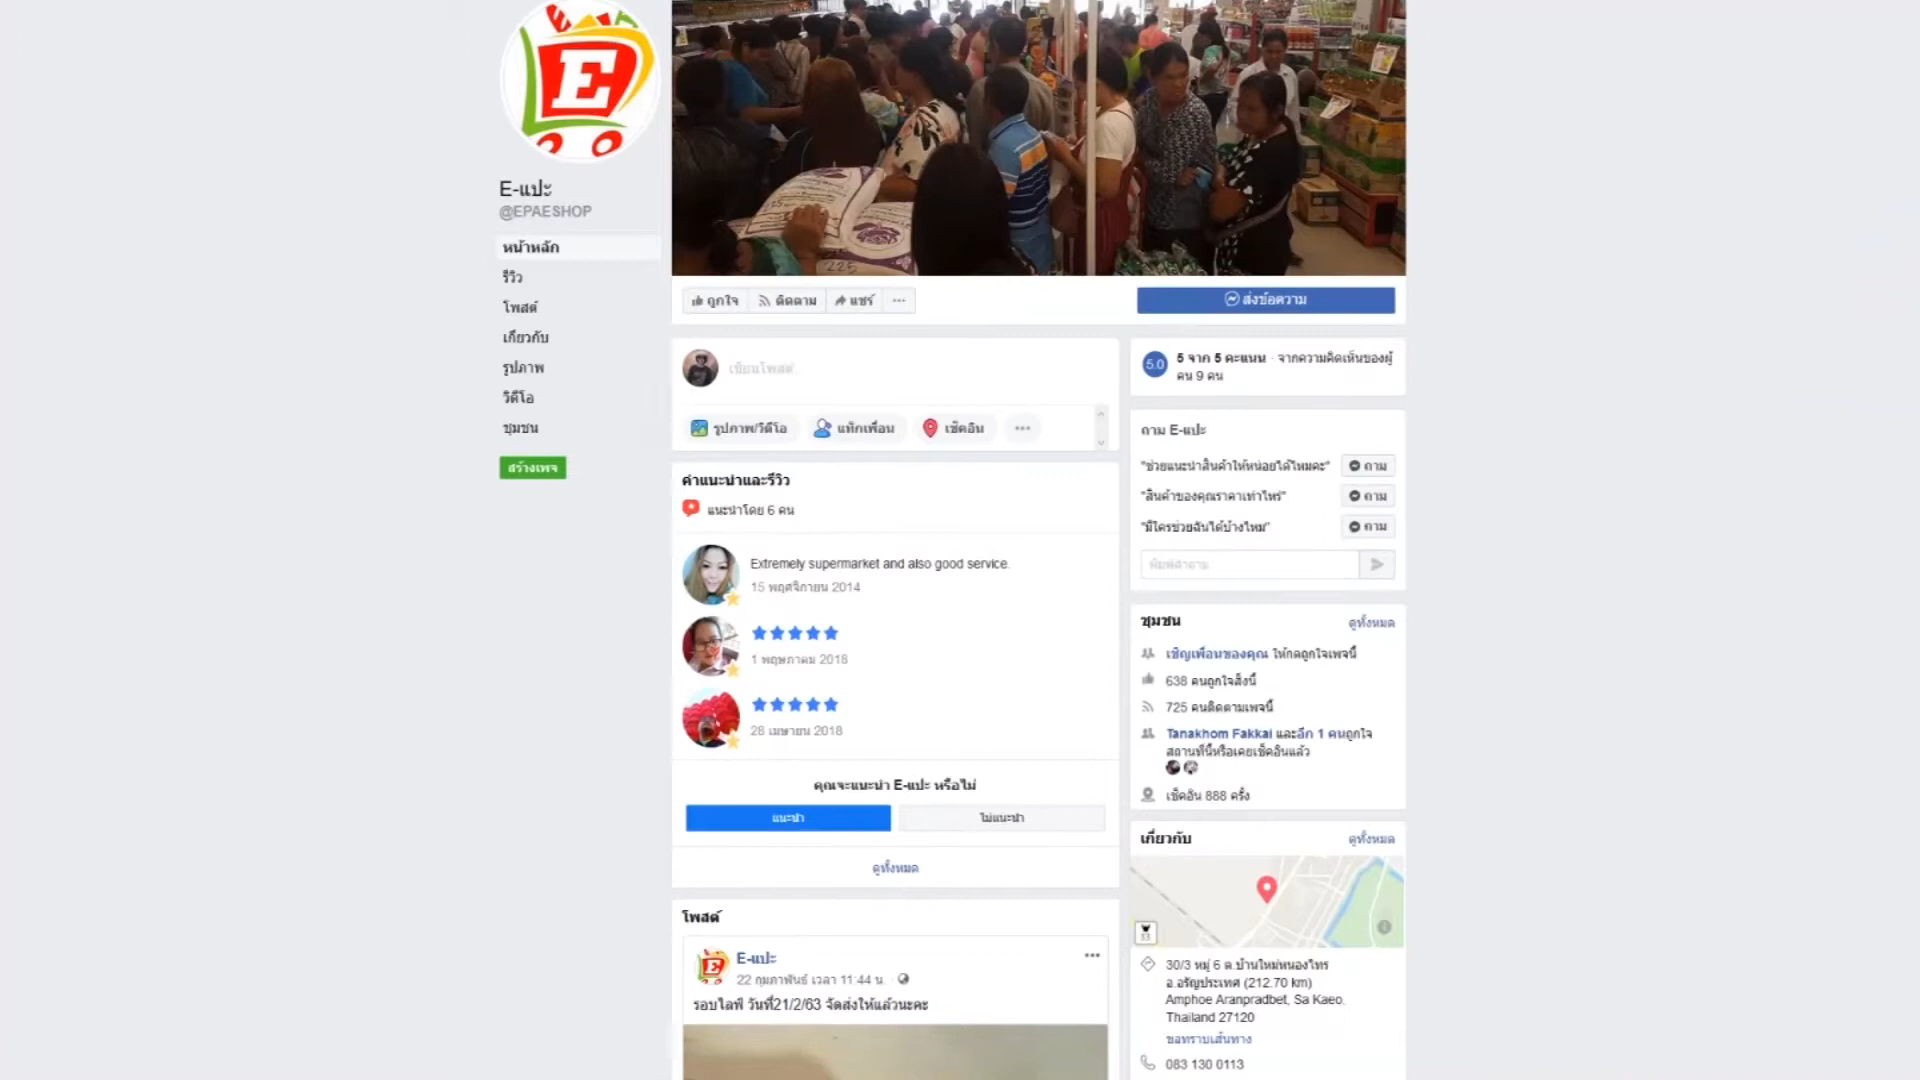 E
E-แปะ
@EPAESHOP
หน้าหลัก
รีวิว
โพสต์
เกี่ยวกับ
รูปภาพ
วิดีโอ
ชุมชน
สร้างเพจ
225
ถูกใจ
ติดตาม
แชร์
ส่งข้อความ
เขียนโพสต์...
รูปภาพ/วิดีโอ
แท็กเพื่อน
เช็คอิน
คำแนะนำและรีวิว
แนะนำโดย 6 คน
Extremely supermarket and also good service.
15 พฤศจิกายน 2014
1 พฤษภาคม 2018
28 เมษายน 2018
คุณจะแนะนำ E-แปะ หรือไม่
แนะนำ
ไม่แนะนำ
ดูทั้งหมด
โพสต์
E-แปะ
22 กุมภาพันธ์ เวลา 11:44 น. ·
รอบไลฟ์ วันที่21/2/63 จัดส่งให้แล้วนะคะ
5.0
5 จาก 5 คะแนน · จากความคิดเห็นของผู้
คน 9 คน
ถาม E-แปะ
"ช่วยแนะนำสินค้าให้หน่อยได้ไหมคะ"
ถาม
"สินค้าของคุณราคาเท่าไหร่"
ถาม
"มีใครช่วยฉันได้บ้างไหม"
ถาม
พิมพ์คำถาม
ชุมชน
ดูทั้งหมด
เชิญเพื่อนของคุณ ให้กดถูกใจเพจนี้
638 คนถูกใจสิ่งนี้
725 คนติดตามเพจนี้
Tanakhom Fakkai และอีก 1 คนถูกใจ
สถานที่นี้หรือเคยเช็คอินแล้ว
เช็คอิน 888 ครั้ง
เกี่ยวกับ
ดูทั้งหมด
33
30/3 หมู่ 6 ต.บ้านใหม่หนองไทร
อ.อรัญประเทศ (212.70 km)
Amphoe Aranpradbet, Sa Kaeo,
Thailand 27120
ขอทราบเส้นทาง
083 130 0113